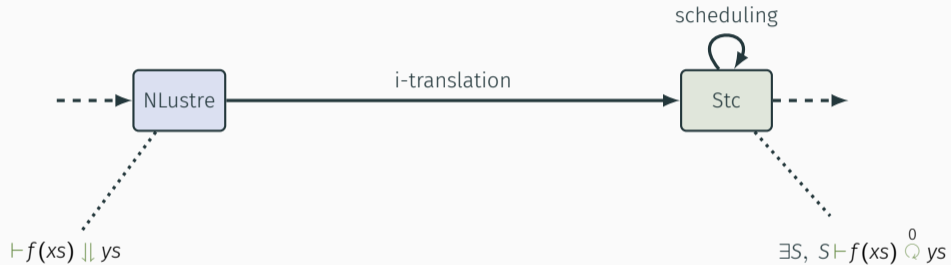 scheduling
i-translation
NLustre
Stc
⊢f(xs) ⇊ ys
∃S, S⊢f(xs) ⟳ ys
0